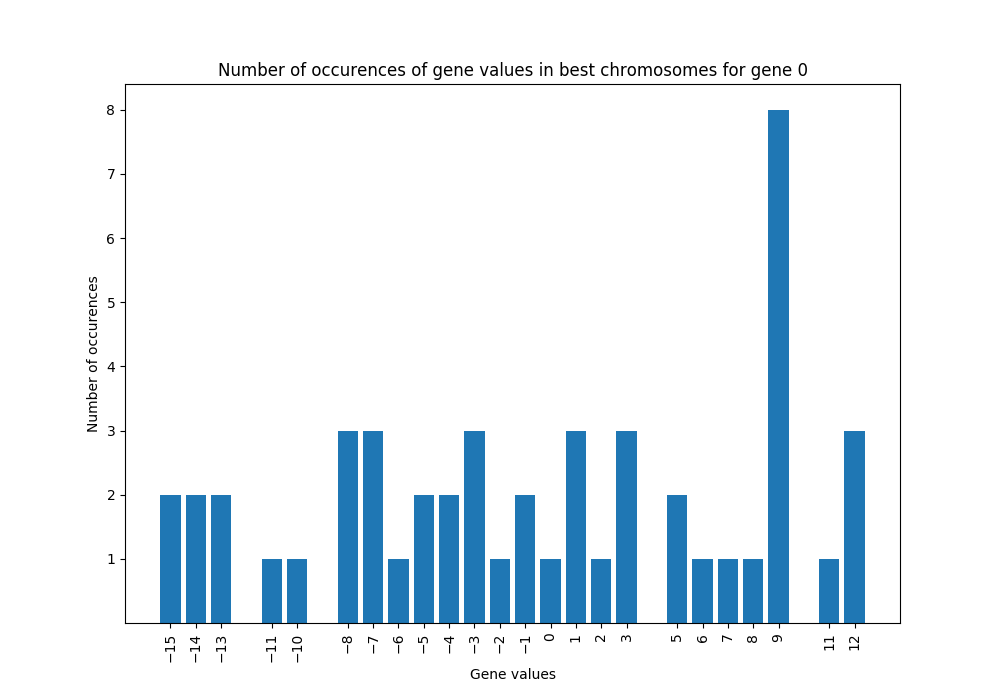 Number of occurences of gene values in best chromosomes for gene 0
Number of occurences
8
7
6
5
4
3
2
1
−15 −14 −13 −11 −10 −8 −7 −6 −5 −4 −3 −2 −1 0 1 2 3 5 6 7 8 9 11 12
Gene values